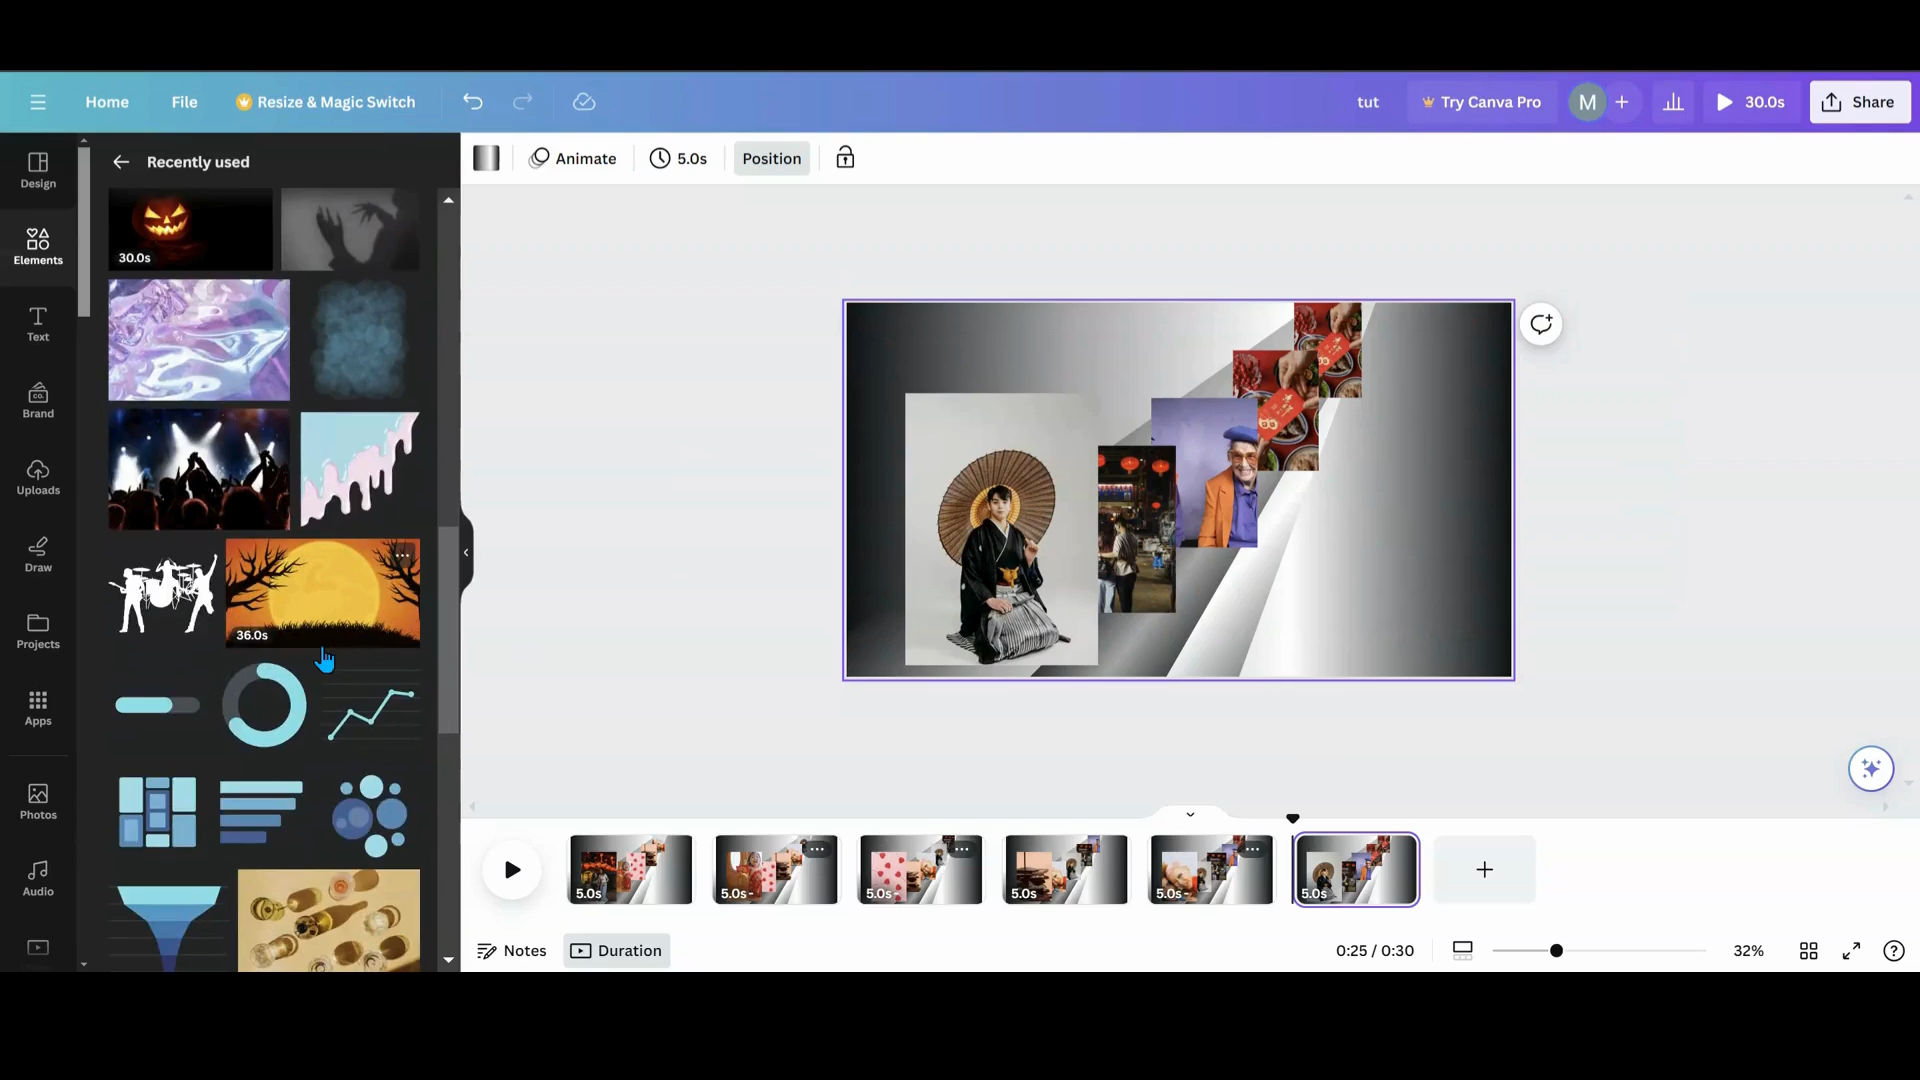 Home File Resize & Magic Switch tut Try Canva Pro M 30.0s Share
Design
Elements
Text
Brand
CO.
Uploads
Draw
Projects
Apps
Photos
Audio
Recently used
30.0s
36.0s
Animate 5.0s Position
5.0s 5.0s 5.0s 5.0s 5.0s 5.0s
Notes Duration 0:25 / 0:30 32%